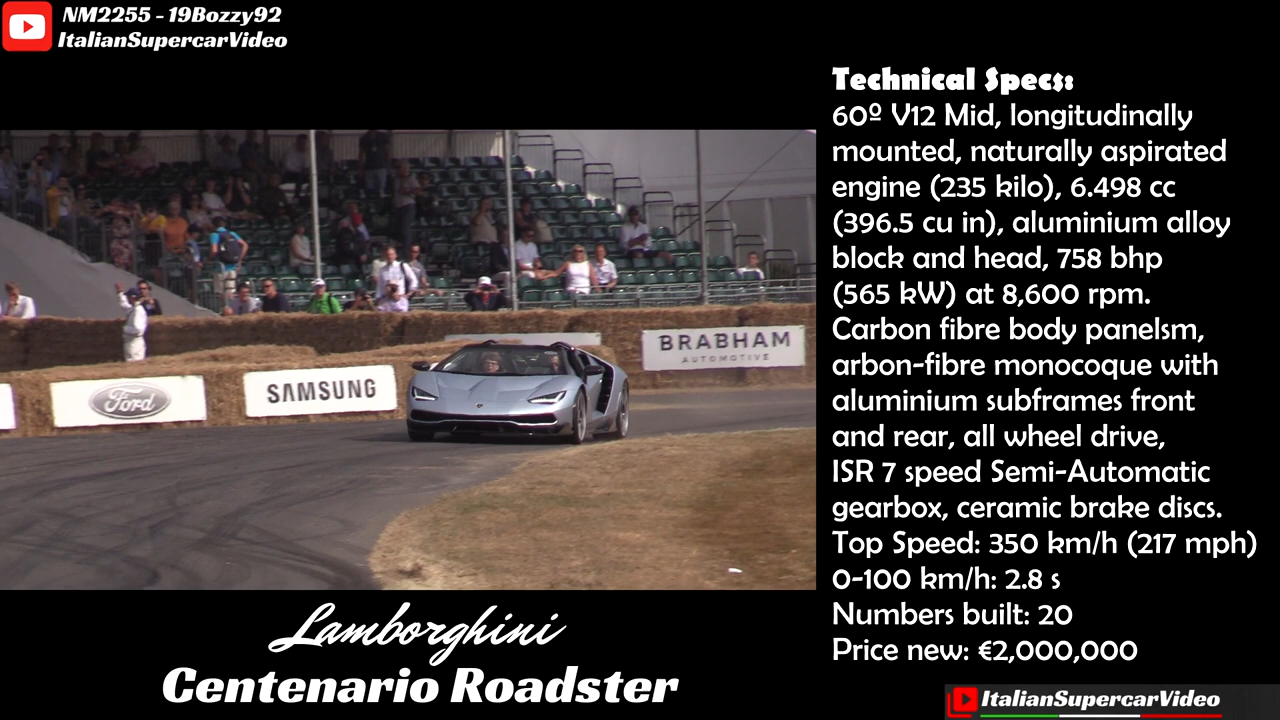 NM2255 - 19Bozzy92
ItalianSupercarVideo
Technical Specs:
60º V12 Mid, longitudinally
mounted, naturally aspirated
engine (235 kilo), 6.498 cc
(396.5 cu in), aluminium alloy
block and head, 758 bhp
(565 kW) at 8,600 rpm.
Carbon fibre body panelsm,
arbon-fibre monocoque with
aluminium subframes front
and rear, all wheel drive,
ISR 7 speed Semi-Automatic
gearbox, ceramic brake discs.
Top Speed: 350 km/h (217 mph)
0-100 km/h: 2.8 s
Numbers built: 20
Price new: €2,000,000
BRABHAM
AUTOMOTIVE
SAMSUNG
Ford
Lamborghini
Centenario Roadster
ItalianSupercarVideo